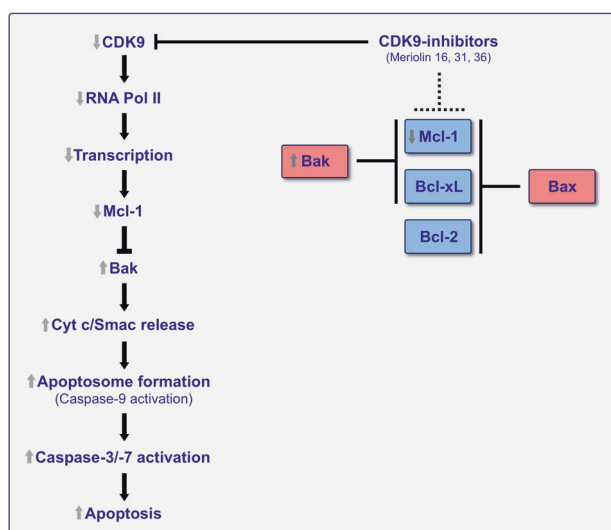 CDK9
RNA Pol II
Transcription
Mcl-1
Bak
Cyt c/Smac release
Apoptosome formation
(Caspase-9 activation)
Caspase-3/-7 activation
Apoptosis
CDK9-inhibitors
(Meriolin 16, 31, 36)
Bak
Mcl-1
Bcl-xL
Bcl-2
Bax